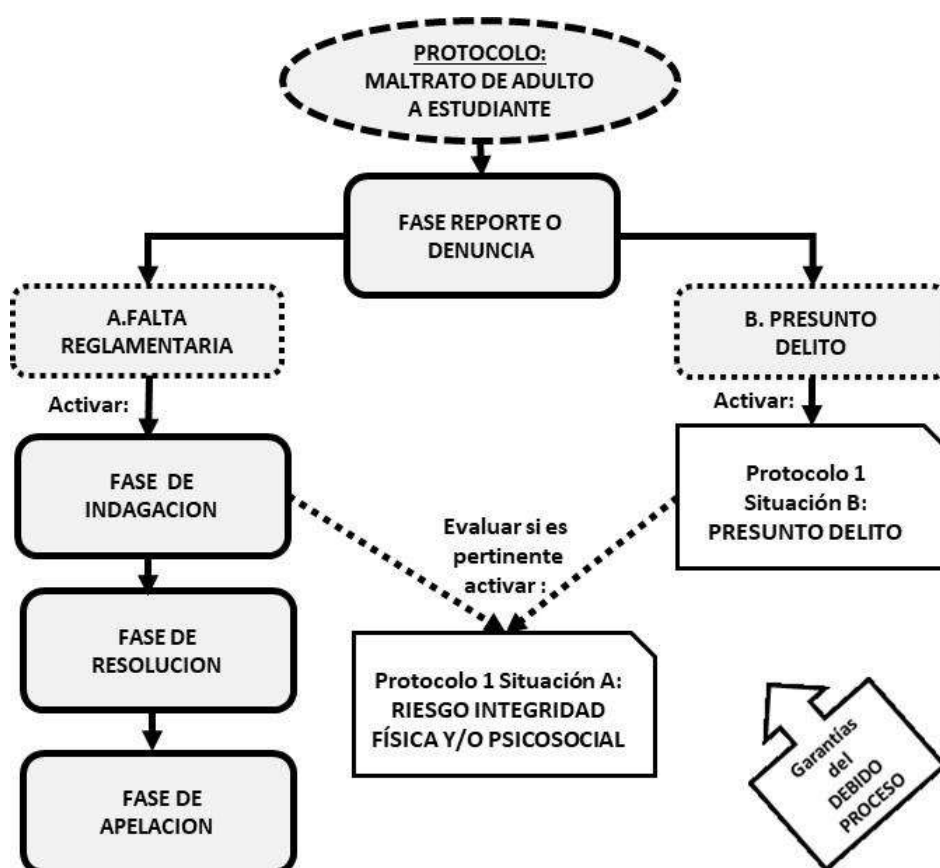 PROTOCOLO:
MALTRATO DE ADULTO
A ESTUDIANTE
FASE REPORTE O
DENUNCIA
A.FALTA
REGLAMENTARIA
B. PRESUNTO
DELITO
Activar:
Activar:
FASE DE
INDAGACION
Protocolo 1
Situación B:
PRESUNTO DELITO
Evaluar si es
pertinente
activar :
FASE DE
RESOLUCION
Protocolo 1 Situación A:
RIESGO INTEGRIDAD
FÍSICA Y/O PSICOSOCIAL
Garantías
del
DEBIDO
PROCESO
FASE DE
APELACION